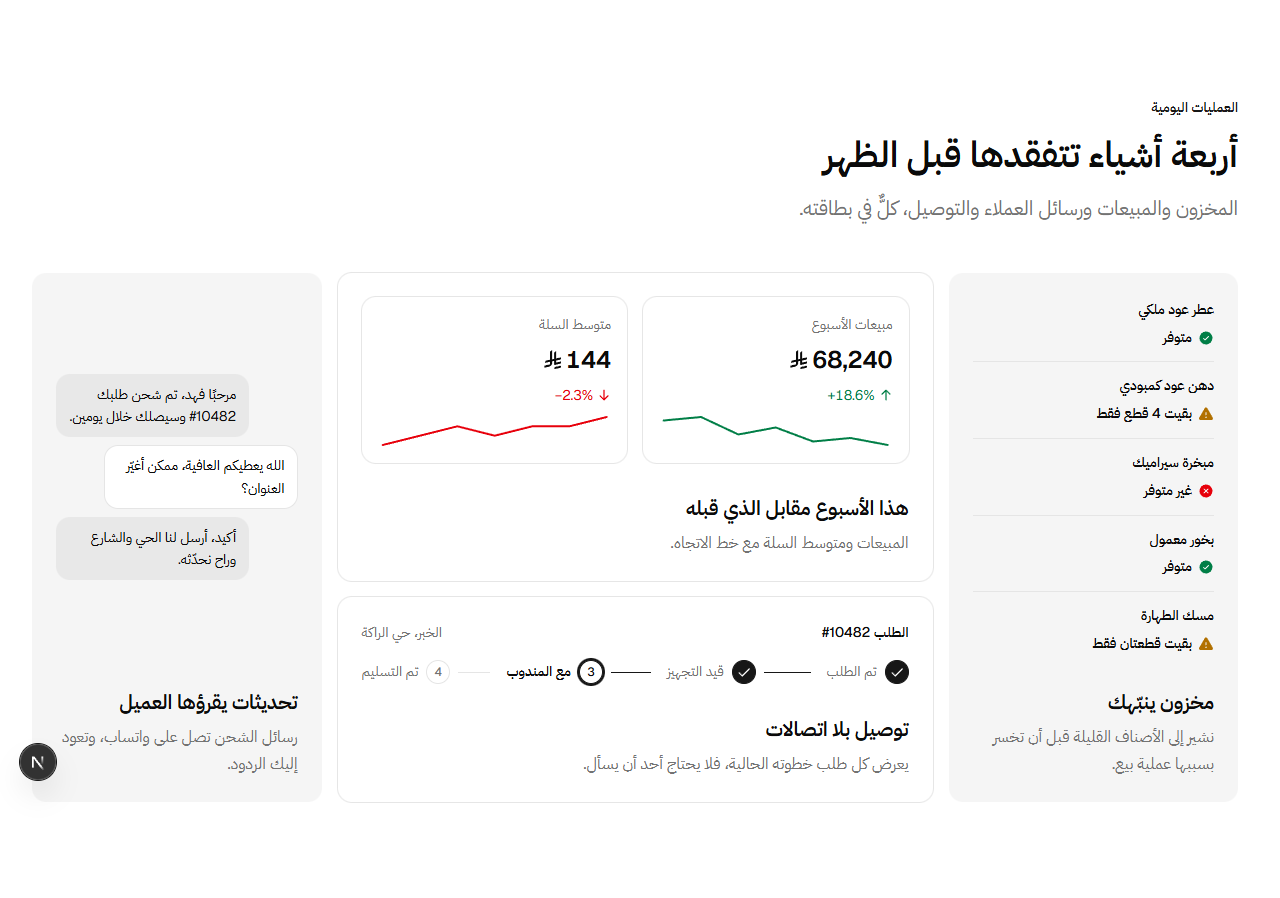 العمليات اليومية
أربعة أشياء تتفقدها قبل الظهر
المخزون والمبيعات ورسائل العملاء والتوصيل، كلٌّ في بطاقته.
عطر عود ملكي
متوفر
دهن عود كمبودي
بقيت 4 قطع فقط
مبخرة سيراميك
غير متوفر
بخور معمول
متوفر
مسك الطهارة
بقيت قطعتان فقط
مخزون ينبّهك
نشير إلى الأصناف القليلة قبل أن تخسر
بسببها عملية بيع.
مبيعات الأسبوع
68,240
+18.6%
متوسط السلة
144
−2.3%
هذا الأسبوع مقابل الذي قبله
المبيعات ومتوسط السلة مع خط الاتجاه.
الطلب 10482#
الخبر، حي الراكة
تم الطلب
قيد التجهيز
3 مع المندوب
4 تم التسليم
توصيل بلا اتصالات
يعرض كل طلب خطوته الحالية، فلا يحتاج أحد أن يسأل.
مرحبًا فهد، تم شحن طلبك
10482# وسيصلك خلال يومين.
الله يعطيكم العافية، ممكن أغيّر
العنوان؟
أكيد، أرسل لنا الحي والشارع
وراح نحدّثه.
تحديثات يقرؤها العميل
رسائل الشحن تصل على واتساب، وتعود
إليك الردود.
N